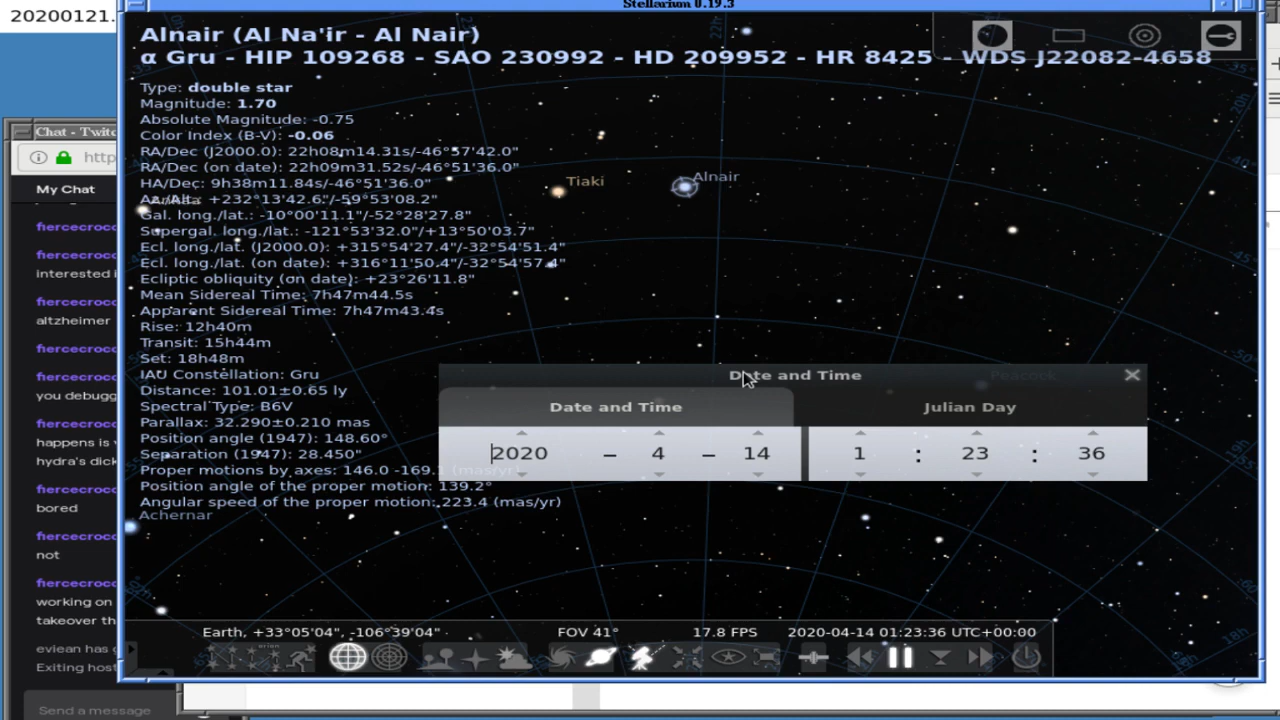 20200121.
Stellarium 0.19.3
Alnair (Al Na'ir - Al Nair)
α Gru - HIP 109268 - SAO 230992 - HD 209952 - HR 8425 - WDS J22082-4658
Type: double star
Magnitude: 1.70
Absolute Magnitude: -0.75
Color Index (B-V): -0.06
RA/Dec (J2000.0): 22h08m14.31s/-46°57'42.0"
RA/Dec (on date): 22h09m31.52s/-46°51'36.0"
HA/Dec: 9h38m11.84s/-46°51'36.0"
Az./Alt.: +232°13'42.6"/-59°53'08.2"
Gal. long./lat.: -10°00'11.1"/-52°28'27.8"
Supergal. long./lat.: -121°53'32.0"/+13°50'03.7"
Ecl. long./lat. (J2000.0): +315°54'27.4"/-32°54'51.4"
Ecl. long./lat. (on date): +316°11'50.4"/-32°54'57.4"
Ecliptic obliquity (on date): +23°26'11.8"
Mean Sidereal Time: 7h47m44.5s
Apparent Sidereal Time: 7h47m43.4s
Rise: 12h40m
Transit: 15h44m
Set: 18h48m
IAU Constellation: Gru
Distance: 101.01±0.65 ly
Spectral Type: B6V
Parallax: 32.290±0.210 mas
Position angle (1947): 148.60°
Separation (1947): 28.450"
Proper motions by axes: 146.0 -169.1 (mas/yr)
Position angle of the proper motion: 139.2°
Angular speed of the proper motion: 223.4 (mas/yr)
Achernar
Tiaki
Alnair
22h
Peacock
Date and Time
Date and Time
Julian Day
2020 – 4 – 14
1 : 23 : 36
Earth, +33°05'04", -106°39'04"
FOV 41°
17.8 FPS
2020-04-14 01:23:36 UTC+00:00
18h
-40°
-50°
Chat - Twitc
http
My Chat
fiercecroc
fiercecroc
interested i
fiercecroc
altzheimer
fiercecroc
fiercecroc
you debugg
fiercecroc
happens is
hydra's dick
fiercecroc
bored
fiercecroc
not
fiercecroc
working on
takeover th
eviean has g
Exiting host
Send a message